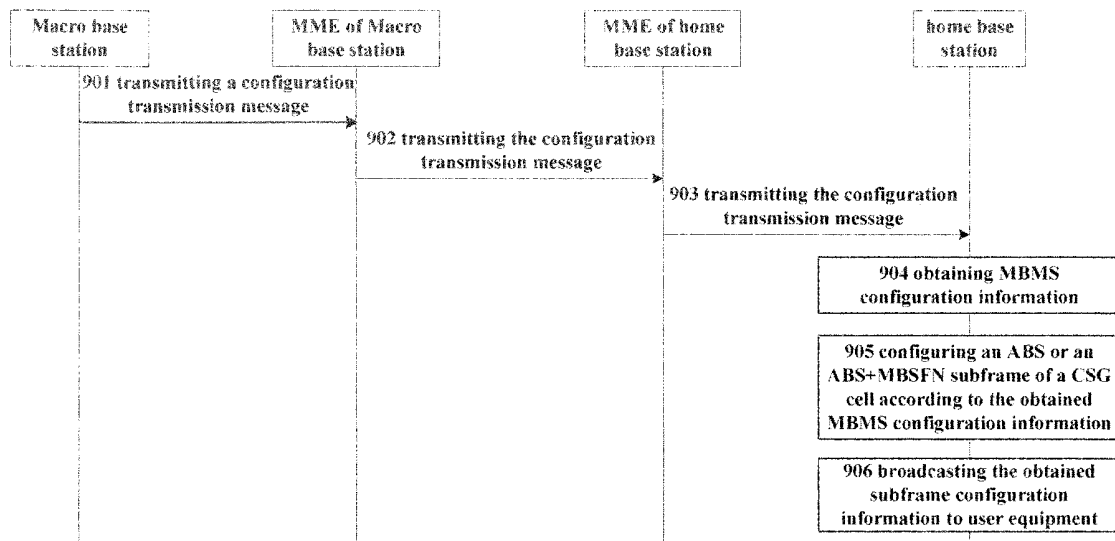 Macro base
station
MME of Macro
base station
MME of home
base station
home base
station
901 transmitting a configuration
transmission message
902 transmitting the configuration
transmission message
903 transmitting the configuration
transmission message
904 obtaining MBMS
configuration information
905 configuring an ABS or an
ABS+MBSFN subframe of a CSG
cell according to the obtained
MBMS configuration information
906 broadcasting the obtained
subframe configuration
information to user equipment